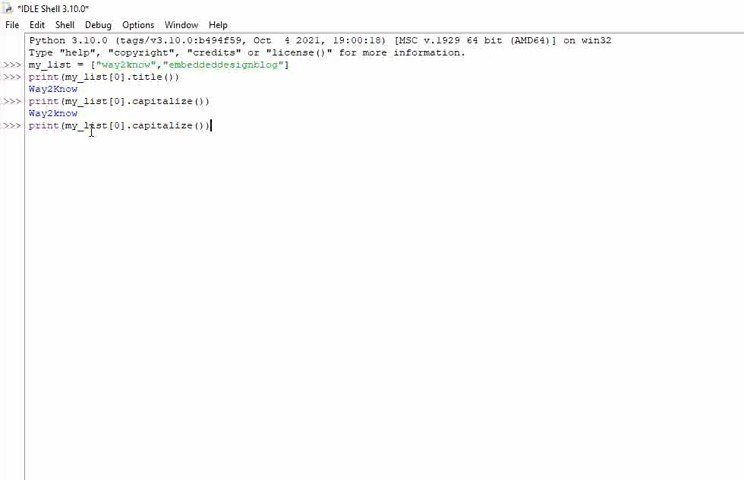 *IDLE Shell 3.10.0*
File Edit Shell Debug Options Window Help
Python 3.10.0 (tags/v3.10.0:b494f59, Oct  4 2021, 19:00:18) [MSC v.1929 64 bit (AMD64)] on win32
Type "help", "copyright", "credits" or "license()" for more information.
>>> my_list = ["way2know","embeddeddesignblog"]
>>> print(my_list[0].title())
Way2Know
>>> print(my_list[0].capitalize())
Way2know
>>> print(my_list[0].capitalize())